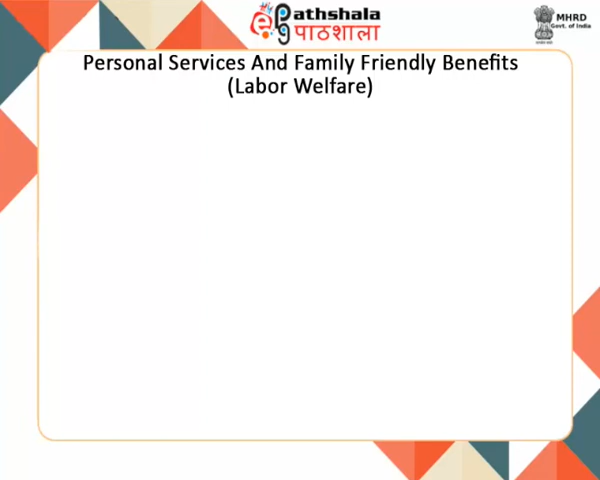 ePathshala
पाठशाला
MHRD
Govt. of India
Personal Services And Family Friendly Benefits
(Labor Welfare)